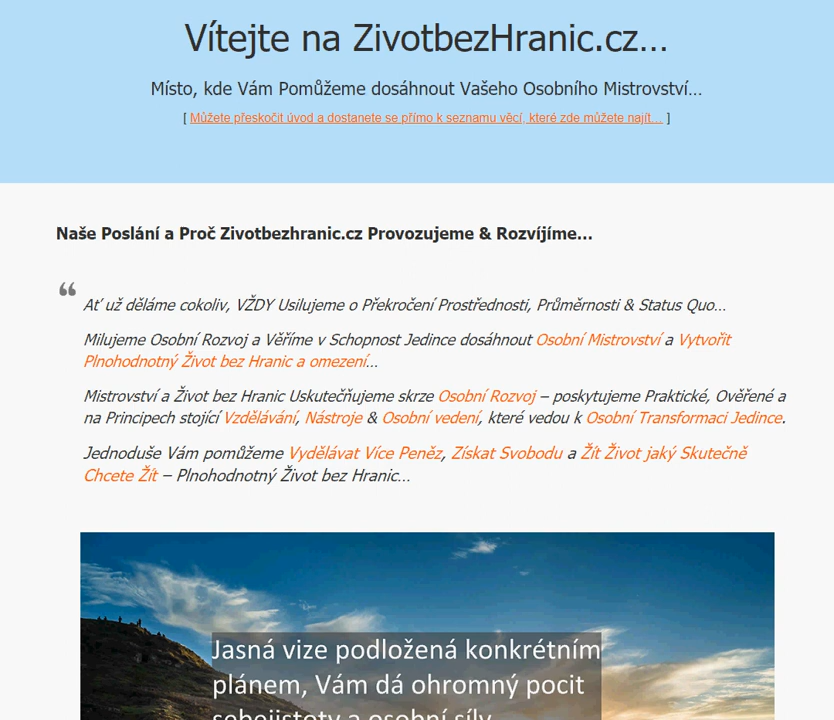 Vítejte na ZivotbezHranic.cz...
Místo, kde Vám Pomůžeme dosáhnout Vašeho Osobního Mistrovství...
[ Můžete přeskočit úvod a dostanete se přímo k seznamu věcí, které zde můžete najít... ]
Naše Poslání a Proč Zivotbezhranic.cz Provozujeme & Rozvíjíme...
“
Ať už děláme cokoliv, VŽDY Usilujeme o Překročení Prostřednosti, Průměrnosti & Status Quo...
Milujeme Osobní Rozvoj a Věříme v Schopnost Jedince dosáhnout Osobní Mistrovství a Vytvořit
Plnohodnotný Život bez Hranic a omezení...
Mistrovství a Život bez Hranic Uskutečňujeme skrze Osobní Rozvoj – poskytujeme Praktické, Ověřené a
na Principech stojící Vzdělávání, Nástroje & Osobní vedení, které vedou k Osobní Transformaci Jedince.
Jednoduše Vám pomůžeme Vydělávat Více Peněz, Získat Svobodu a Žít Život jaký Skutečně
Chcete Žít – Plnohodnotný Život bez Hranic...
Jasná vize podložená konkrétním
plánem, Vám dá ohromný pocit
sebejistoty a osobní síly